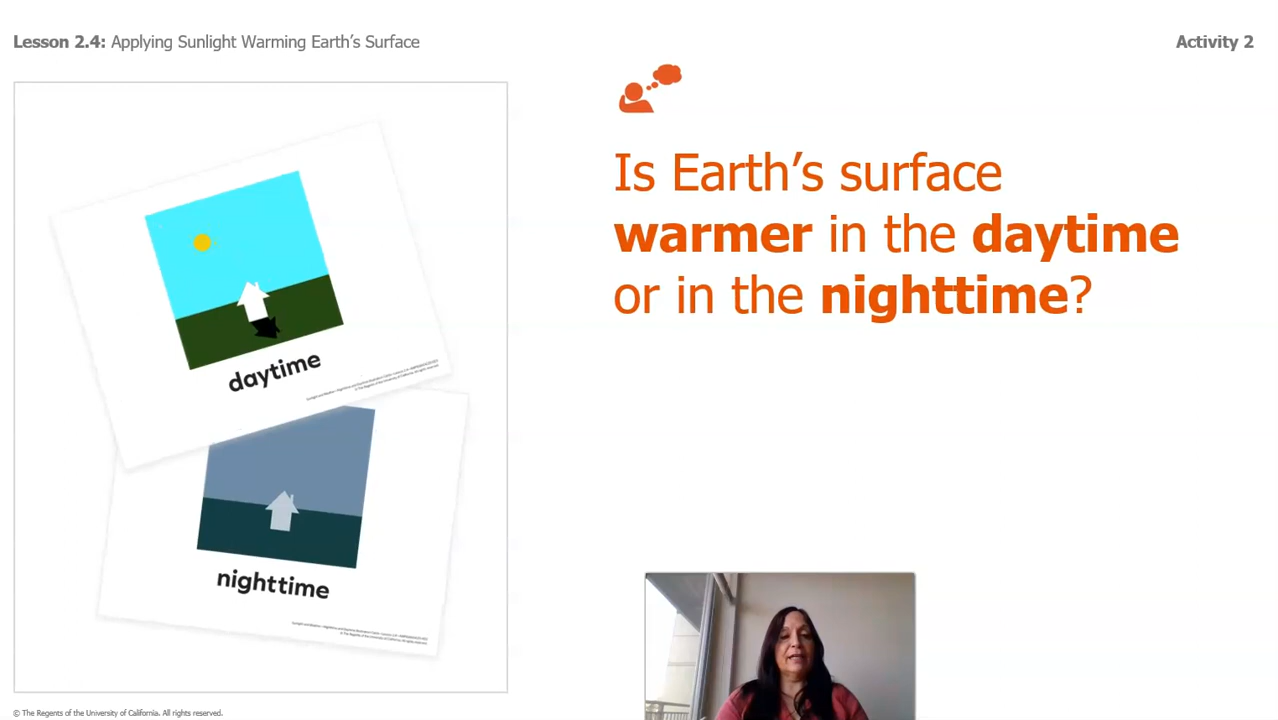 Lesson 2.4: Applying Sunlight Warming Earth's Surface
Activity 2
Is Earth's surface
warmer in the daytime
or in the nighttime?
daytime
nighttime
© The Regents of the University of California. All rights reserved.